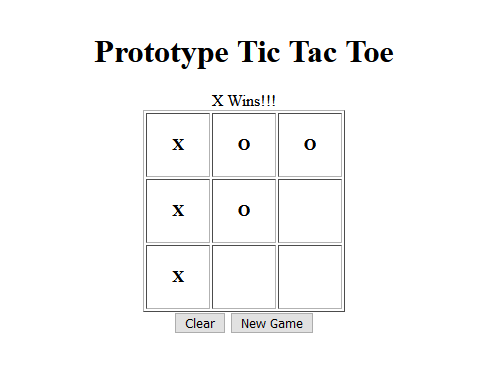 Prototype Tic Tac Toe
X Wins!!!
X O O
X O
X
Clear New Game